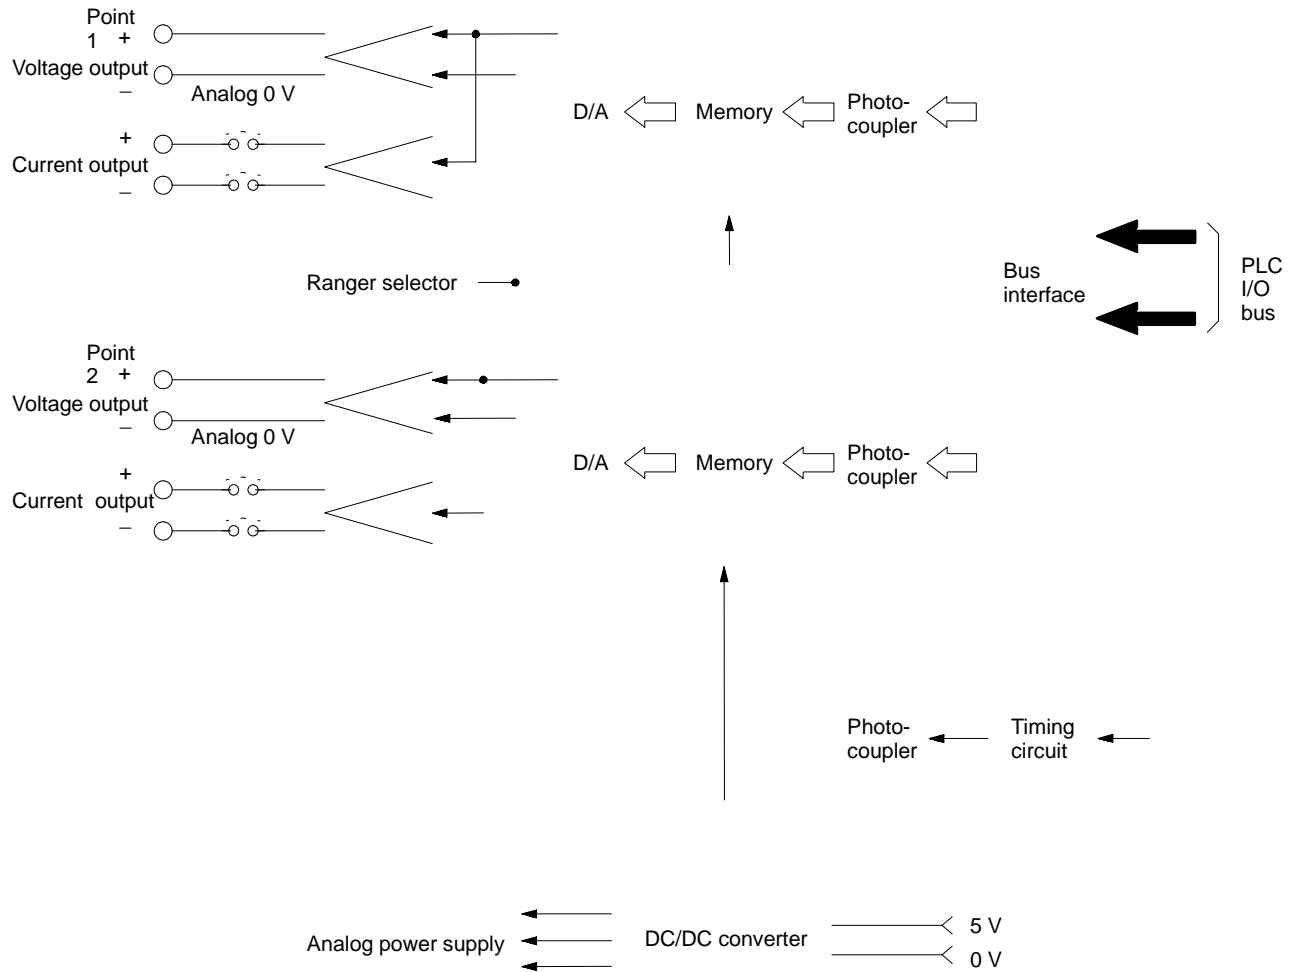 Point
1 +
Voltage output
–
Analog 0 V
+
Current output
–
D/A
Memory
Photo-
coupler
Ranger selector
Bus
interface
PLC
I/O
bus
Point
2 +
Voltage output
–
Analog 0 V
+
Current output
–
D/A
Memory
Photo-
coupler
Photo-
coupler
Timing
circuit
Analog power supply
DC/DC converter
5 V
0 V